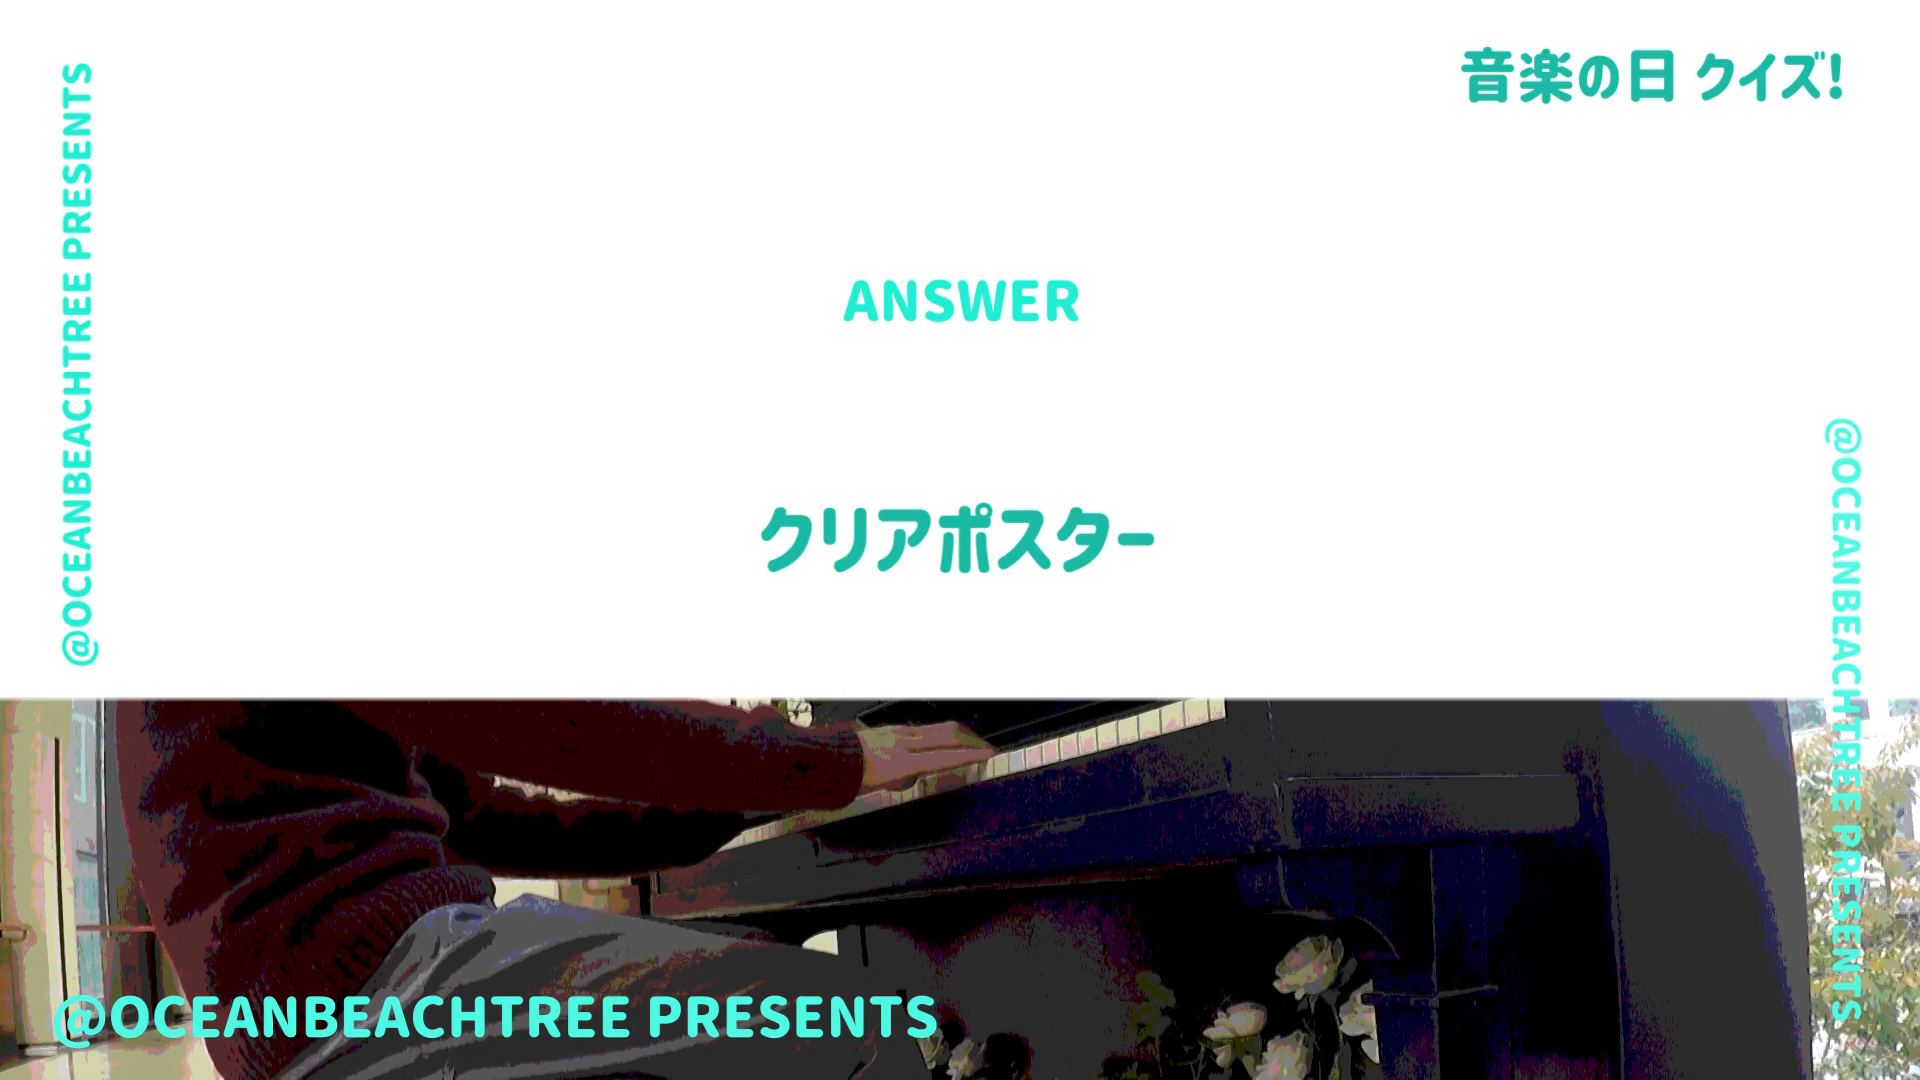 音楽の日 クイズ!
@OCEANBEACHTREE PRESENTS
ANSWER
クリアポスター
@OCEANBEACHTREE PRESENTS
@OCEANBEACHTREE PRESENTS